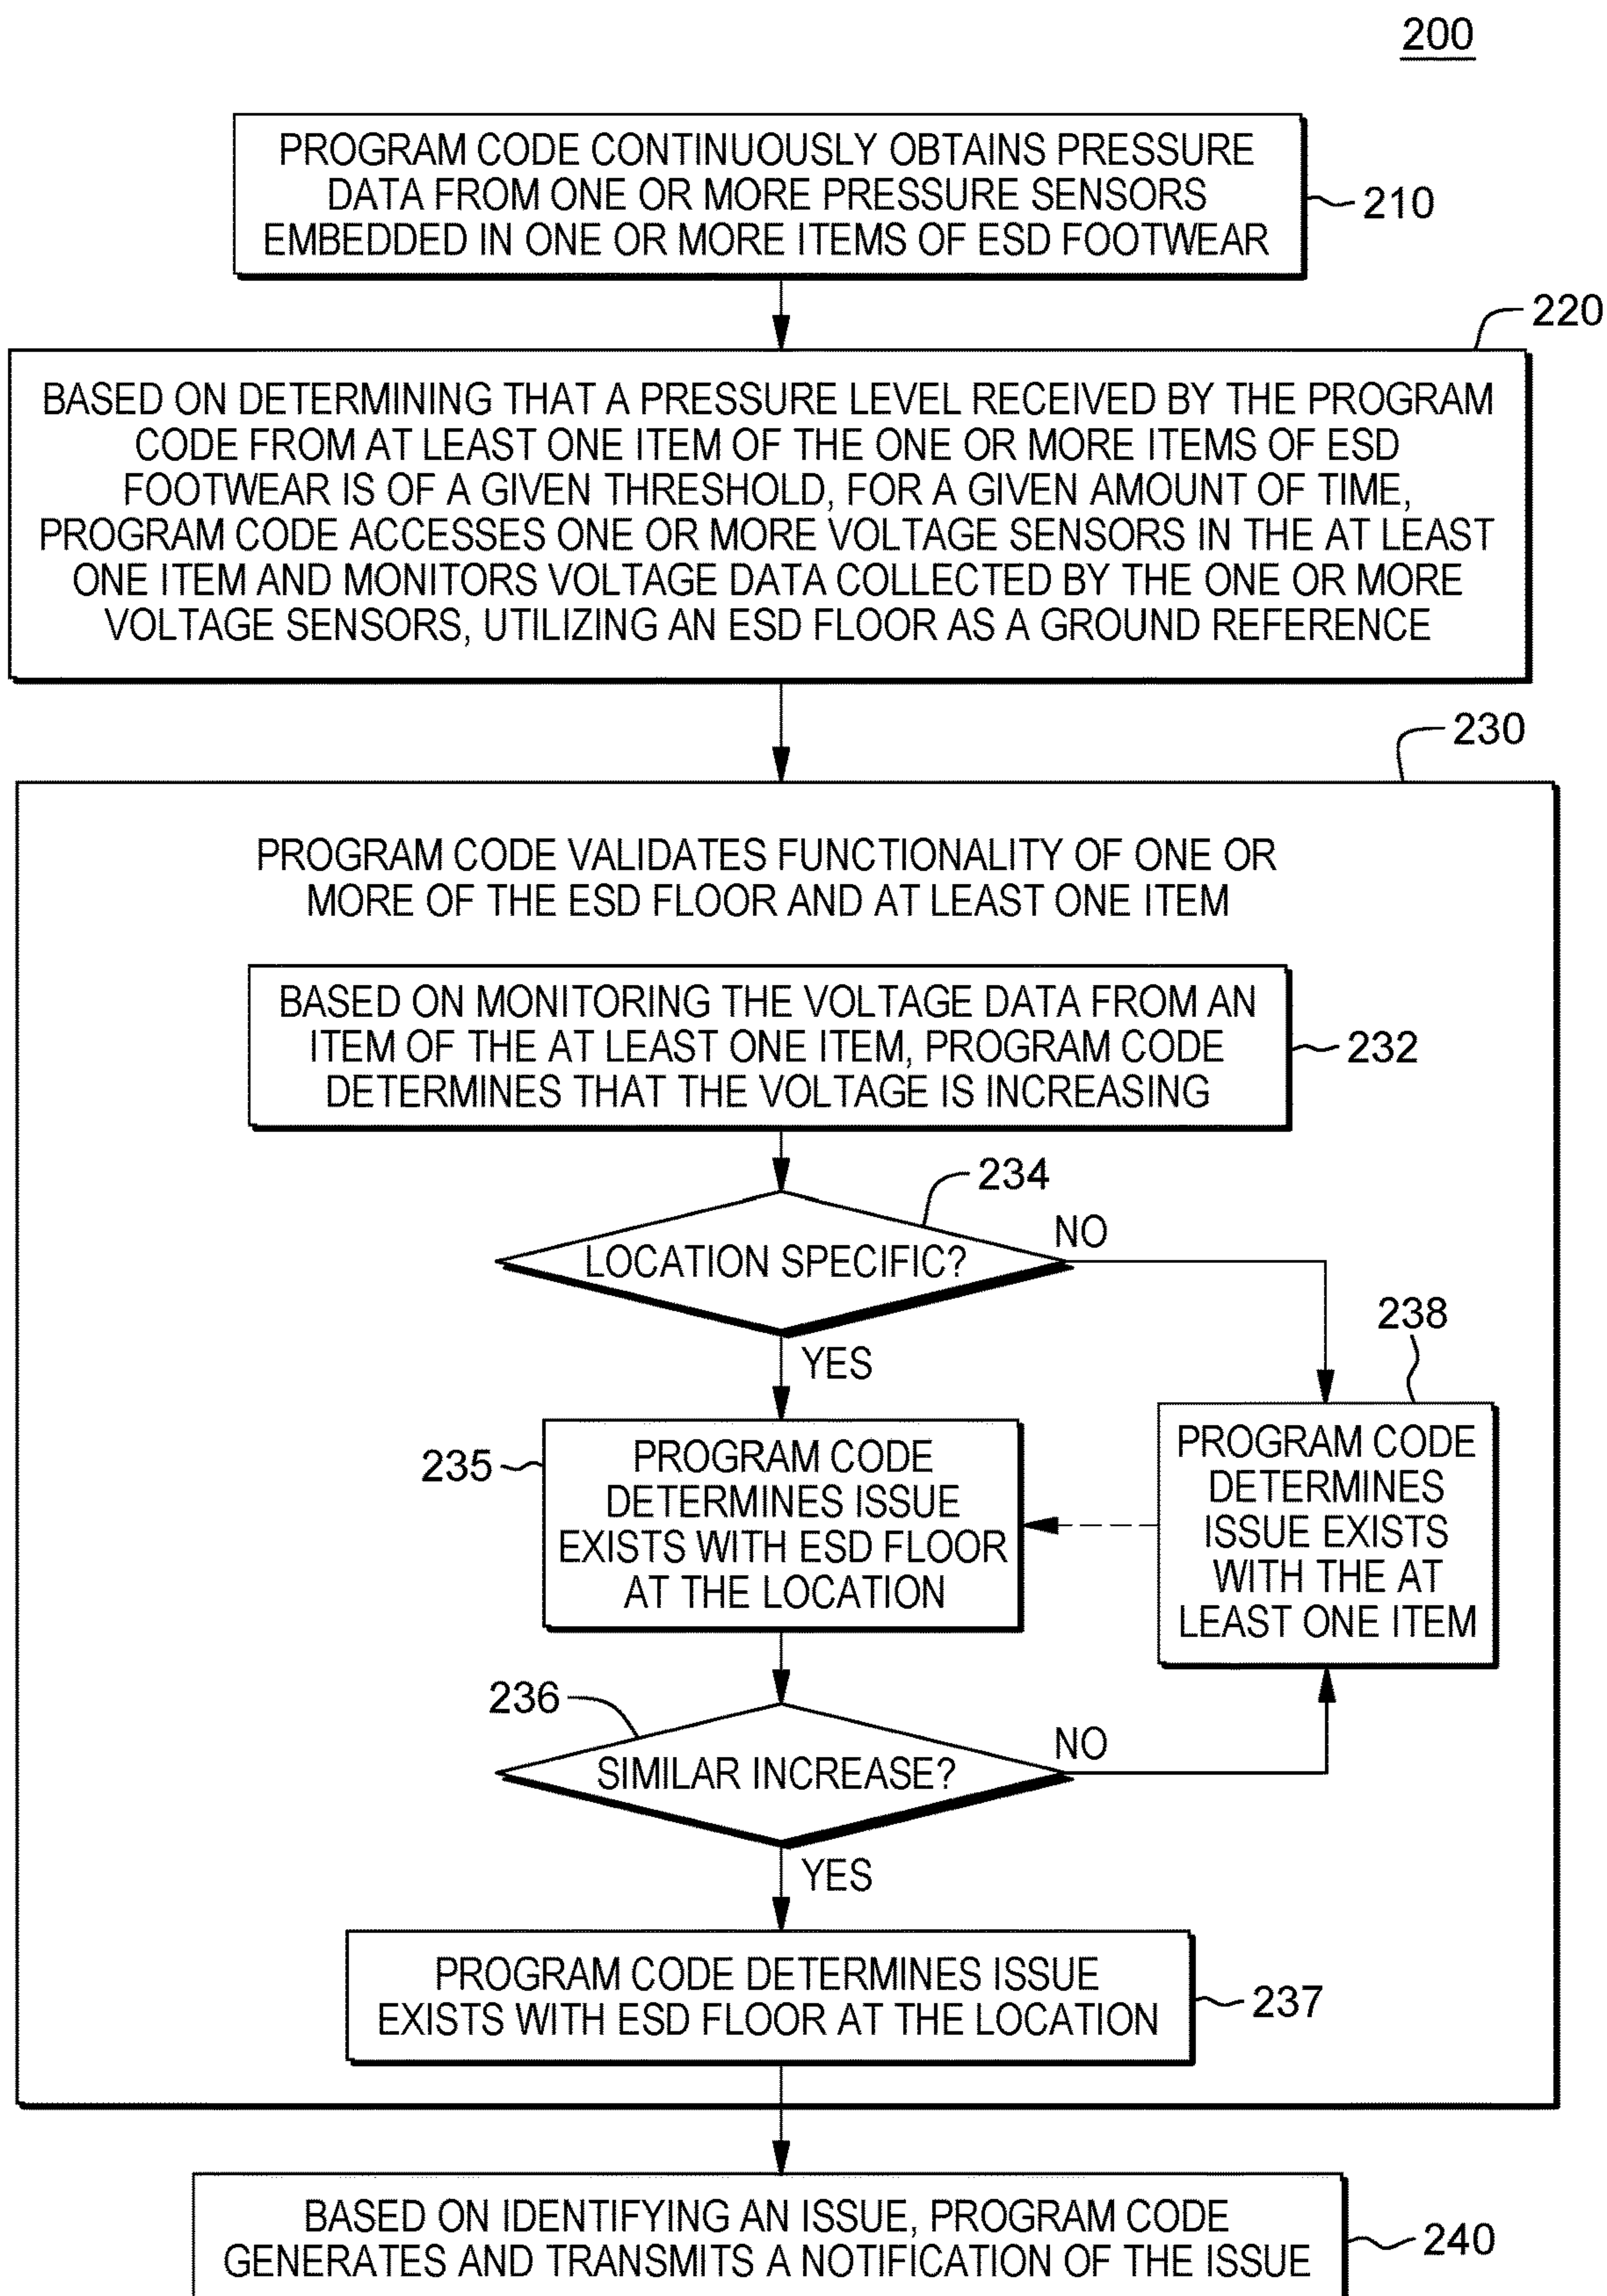 200
PROGRAM CODE CONTINUOUSLY OBTAINS PRESSURE
DATA FROM ONE OR MORE PRESSURE SENSORS
EMBEDDED IN ONE OR MORE ITEMS OF ESD FOOTWEAR
210
220
BASED ON DETERMINING THAT A PRESSURE LEVEL RECEIVED BY THE PROGRAM
CODE FROM AT LEAST ONE ITEM OF THE ONE OR MORE ITEMS OF ESD
FOOTWEAR IS OF A GIVEN THRESHOLD, FOR A GIVEN AMOUNT OF TIME,
PROGRAM CODE ACCESSES ONE OR MORE VOLTAGE SENSORS IN THE AT LEAST
ONE ITEM AND MONITORS VOLTAGE DATA COLLECTED BY THE ONE OR MORE
VOLTAGE SENSORS, UTILIZING AN ESD FLOOR AS A GROUND REFERENCE
230
PROGRAM CODE VALIDATES FUNCTIONALITY OF ONE OR
MORE OF THE ESD FLOOR AND AT LEAST ONE ITEM
BASED ON MONITORING THE VOLTAGE DATA FROM AN
ITEM OF THE AT LEAST ONE ITEM, PROGRAM CODE
DETERMINES THAT THE VOLTAGE IS INCREASING
232
234
LOCATION SPECIFIC?
NO
YES
238
235
PROGRAM CODE
DETERMINES ISSUE
EXISTS WITH ESD FLOOR
AT THE LOCATION
PROGRAM CODE
DETERMINES
ISSUE EXISTS
WITH THE AT
LEAST ONE ITEM
236
SIMILAR INCREASE?
NO
YES
PROGRAM CODE DETERMINES ISSUE
EXISTS WITH ESD FLOOR AT THE LOCATION
237
BASED ON IDENTIFYING AN ISSUE, PROGRAM CODE
GENERATES AND TRANSMITS A NOTIFICATION OF THE ISSUE
240